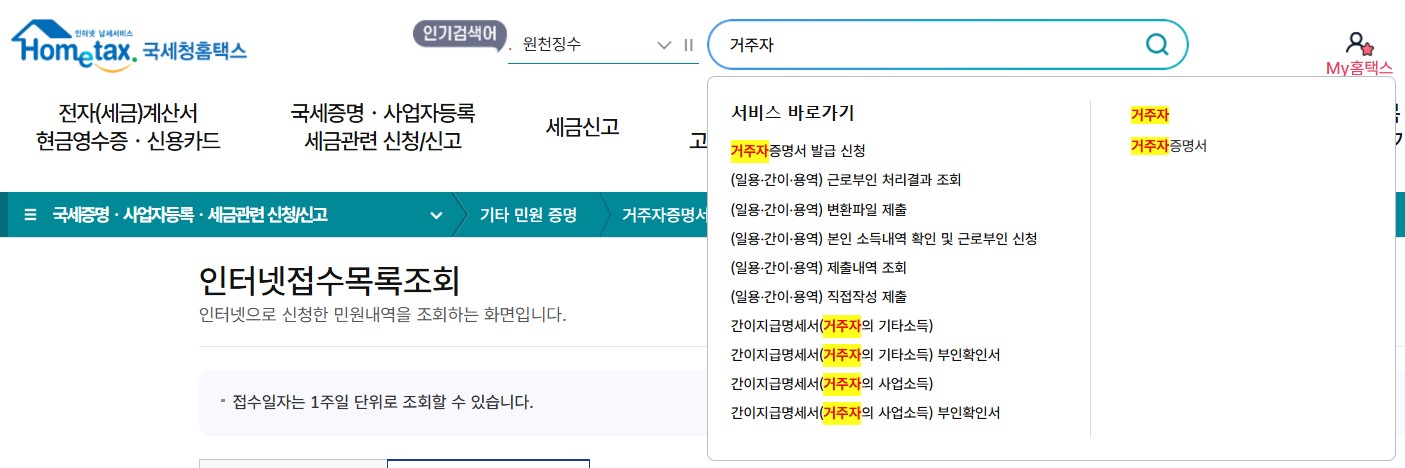 인터넷 납세서비스
Hometax. 국세청홈택스
인기검색어
원천징수
거주자
My홈택스
전자(세금)계산서
현금영수증 · 신용카드
국세증명 · 사업자등록
세금관련 신청/신고
세금신고
고
서비스 바로가기
거주자증명서 발급 신청
(일용·간이·용역) 근로부인 처리결과 조회
(일용·간이·용역) 변환파일 제출
(일용·간이·용역) 본인 소득내역 확인 및 근로부인 신청
(일용·간이·용역) 제출내역 조회
(일용·간이·용역) 직접작성 제출
간이지급명세서(거주자의 기타소득)
간이지급명세서(거주자의 기타소득) 부인확인서
간이지급명세서(거주자의 사업소득)
간이지급명세서(거주자의 사업소득) 부인확인서
거주자
거주자증명서
국세증명 · 사업자등록 · 세금관련 신청/신고
기타 민원 증명
거주자증명서
인터넷접수목록조회
인터넷으로 신청한 민원내역을 조회하는 화면입니다.
접수일자는 1주일 단위로 조회할 수 있습니다.